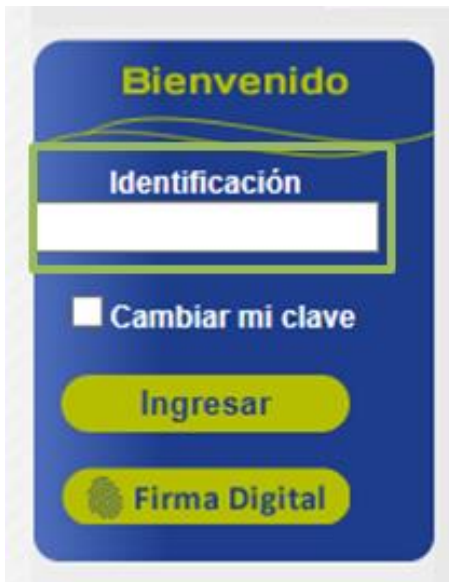 Bienvenido
Identificación
Cambiar mi clave
Ingresar
Firma Digital